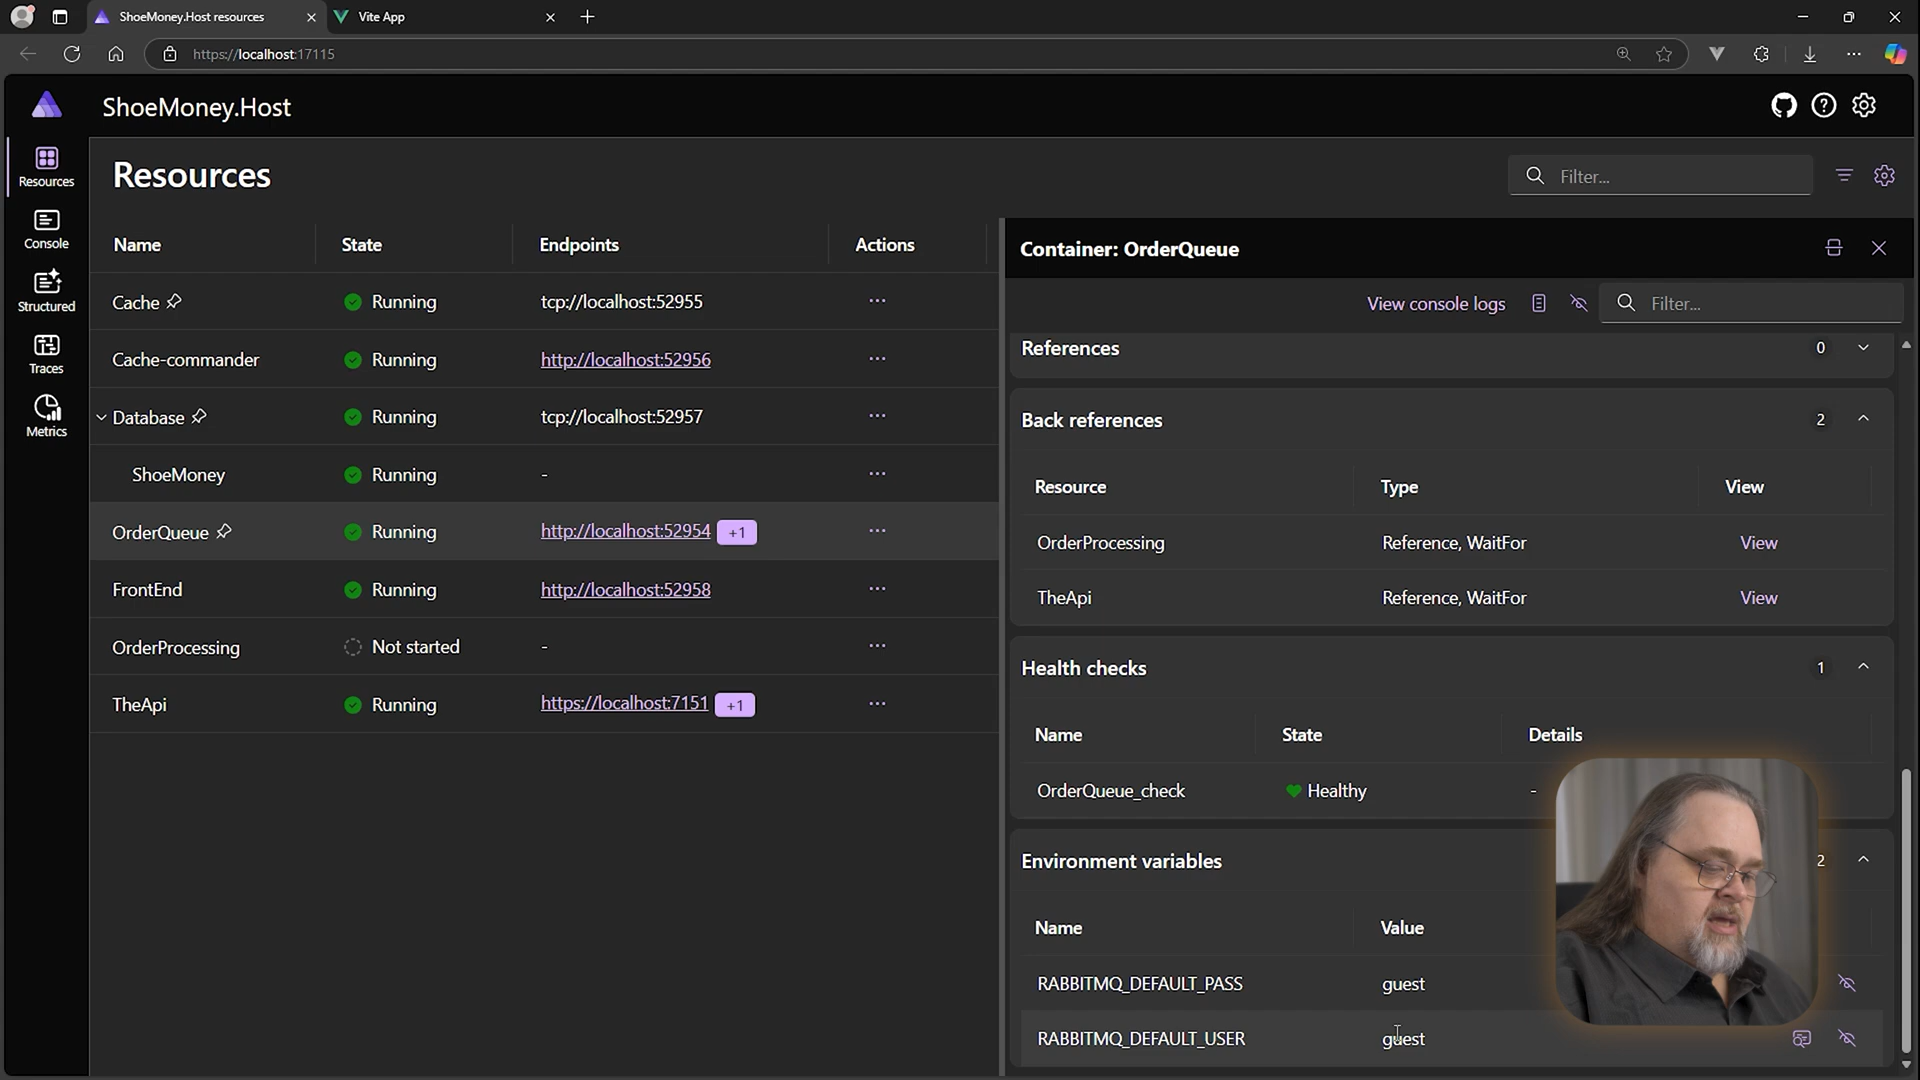 ShoeMoney.Host resources
Vite App
https://localhost:17115
ShoeMoney.Host
Resources
Console
Structured
Traces
Metrics
Resources
Filter...
Name State Endpoints Actions
Cache Running tcp://localhost:52955
Cache-commander Running http://localhost:52956
Database Running tcp://localhost:52957
ShoeMoney Running -
OrderQueue Running http://localhost:52954 +1
FrontEnd Running http://localhost:52958
OrderProcessing Not started -
TheApi Running https://localhost:7151 +1
Container: OrderQueue
View console logs Filter...
References 0
Back references 2
Resource Type View
OrderProcessing Reference, WaitFor View
TheApi Reference, WaitFor View
Health checks 1
Name State Details
OrderQueue_check Healthy -
Environment variables 2
Name Value
RABBITMQ_DEFAULT_PASS guest
RABBITMQ_DEFAULT_USER guest